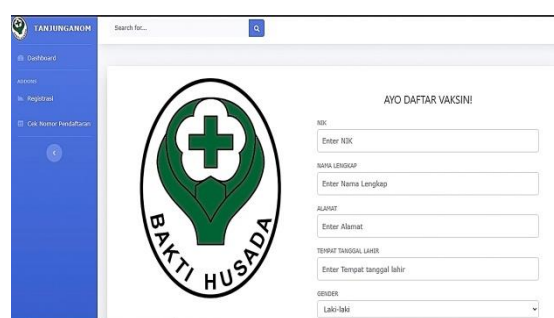 TANJUNGANOM
Search for...
Dashboard
Registrasi
Cek Nomor Pendaftaran
BAKTI HUSADA
AYO DAFTAR VAKSIN!
NIK
Enter NIK
NAMA LENGKAP
Enter Nama Lengkap
ALAMAT
Enter Alamat
TEMPAT TANGGAL LAHIR
Enter Tempat tanggal lahir
GENDER
Laki-laki